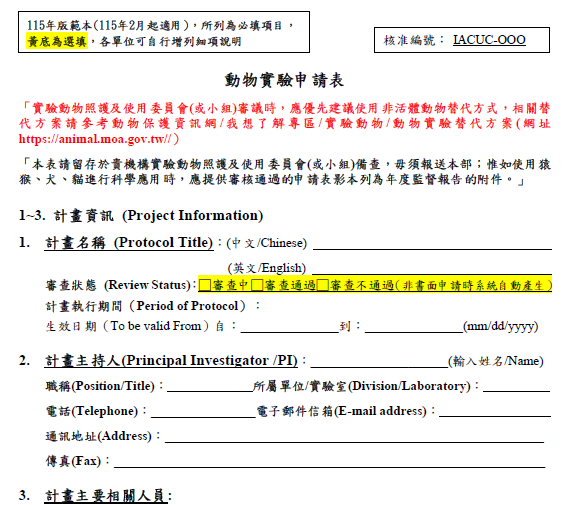 115年版範本(115年2月起適用)，所列為必填項目，
黃底為選填，各單位可自行增列細項說明
核准編號： IACUC-OOO
動物實驗申請表
「實驗動物照護及使用委員會(或小組)審議時，應優先建議使用非活體動物替代方式，相關替
代方案請參考動物保護資訊網/我想了解專區/實驗動物/動物實驗替代方案(網址
https://animal.moa.gov.tw//）
「本表請留存於貴機構實驗動物照護及使用委員會(或小組)備查，毋須報送本部；惟如使用猿
猴、犬、貓進行科學應用時，應提供審核通過的申請表影本列為年度監督報告的附件。」
1~3. 計畫資訊 (Project Information)
1. 計畫名稱 (Protocol Title)：(中文/Chinese) ____________________
(英文/English) ____________________
審查狀態 (Review Status)：□審查中□審查通過□審查不通過(非書面申請時系統自動產生)
計畫執行期間（Period of Protocol）：
生效日期（To be valid From）自：____________到：____________(mm/dd/yyyy)
2. 計畫主持人(Principal Investigator /PI)：____________________(輸入姓名/Name)
職稱(Position/Title)：____________所屬單位/實驗室(Division/Laboratory)：__________
電話(Telephone)：______________電子郵件信箱(E-mail address)：______________
通訊地址(Address)：________________________________________
傳真(Fax)：________________________________________
3. 計畫主要相關人員: